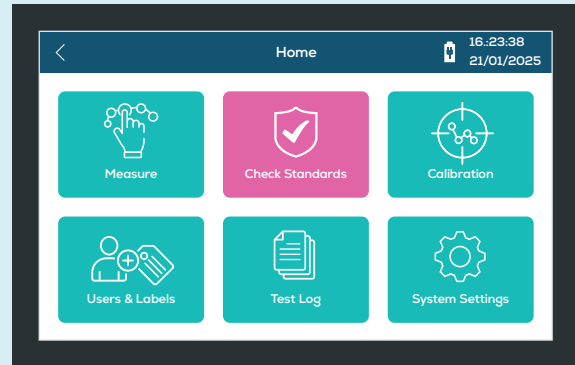 Home
16.:23:38
21/01/2025
Measure
Check Standards
Calibration
Users & Labels
Test Log
System Settings